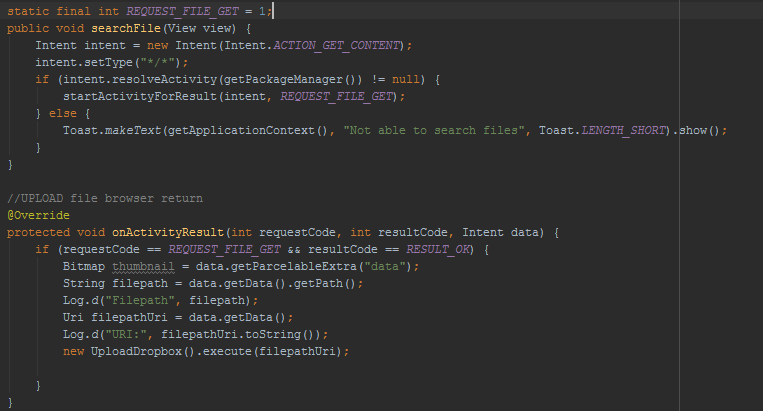 static final int REQUEST_FILE_GET = 1;
public void searchFile(View view) {
    Intent intent = new Intent(Intent.ACTION_GET_CONTENT);
    intent.setType("*/*");
    if (intent.resolveActivity(getPackageManager()) != null) {
        startActivityForResult(intent, REQUEST_FILE_GET);
    } else {
        Toast.makeText(getApplicationContext(), "Not able to search files", Toast.LENGTH_SHORT).show();
    }
}

//UPLOAD file browser return
@Override
protected void onActivityResult(int requestCode, int resultCode, Intent data) {
    if (requestCode == REQUEST_FILE_GET && resultCode == RESULT_OK) {
        Bitmap thumbnail = data.getParcelableExtra("data");
        String filepath = data.getData().getPath();
        Log.d("Filepath", filepath);
        Uri filepathUri = data.getData();
        Log.d("URI:", filepathUri.toString());
        new UploadDropbox().execute(filepathUri);

    }
}